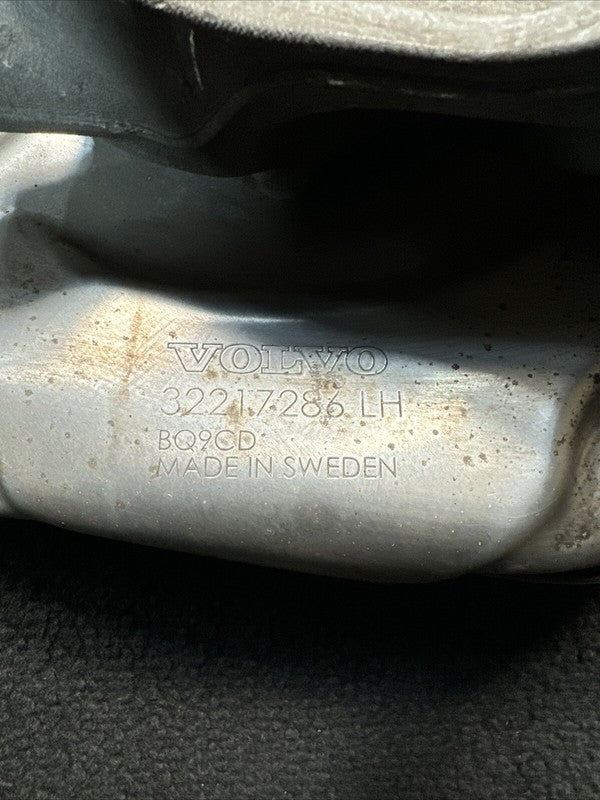 VOLVO
32217286 LH
BQ9CD
MADE IN SWEDEN